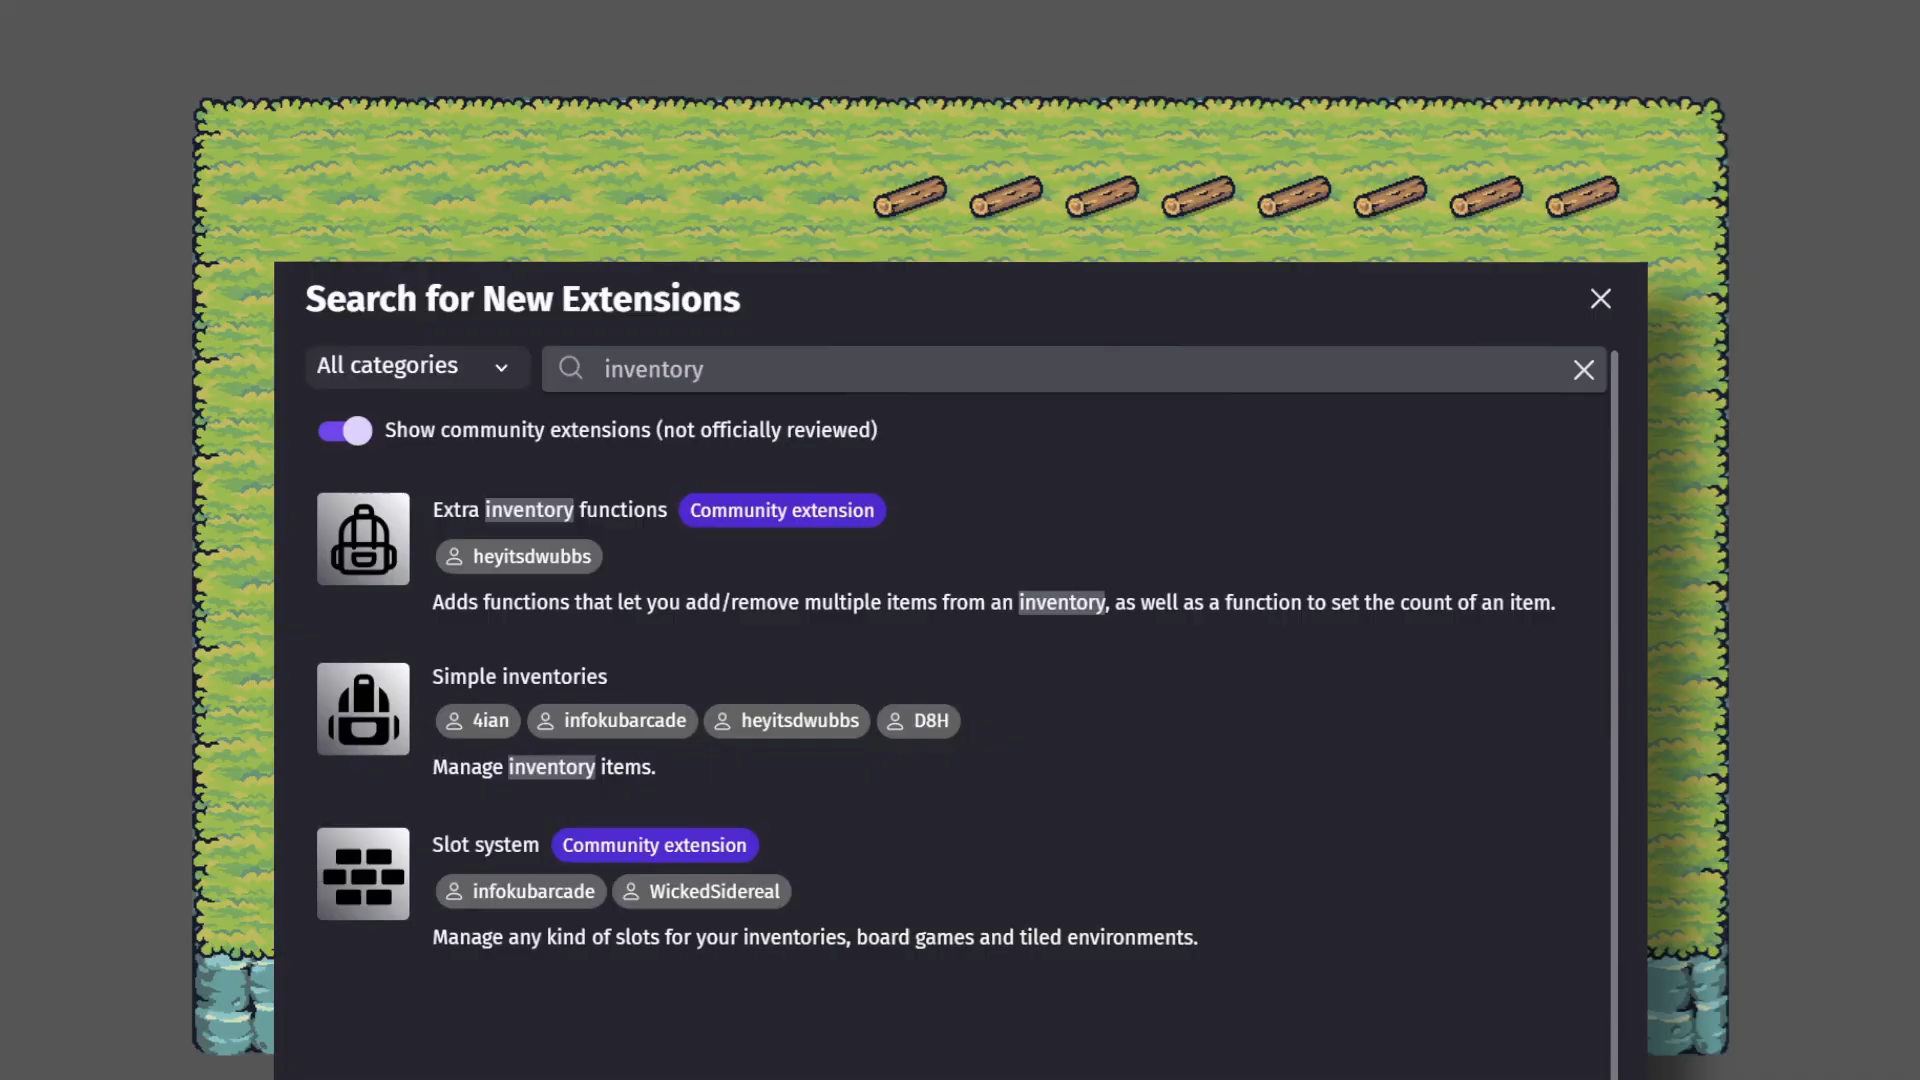 Search for New Extensions
All categories
inventory
Show community extensions (not officially reviewed)
Extra inventory functions Community extension
heyitsdwubbs
Adds functions that let you add/remove multiple items from an inventory, as well as a function to set the count of an item.
Simple inventories
4ian infokubarcade heyitsdwubbs D8H
Manage inventory items.
Slot system Community extension
infokubarcade WickedSidereal
Manage any kind of slots for your inventories, board games and tiled environments.